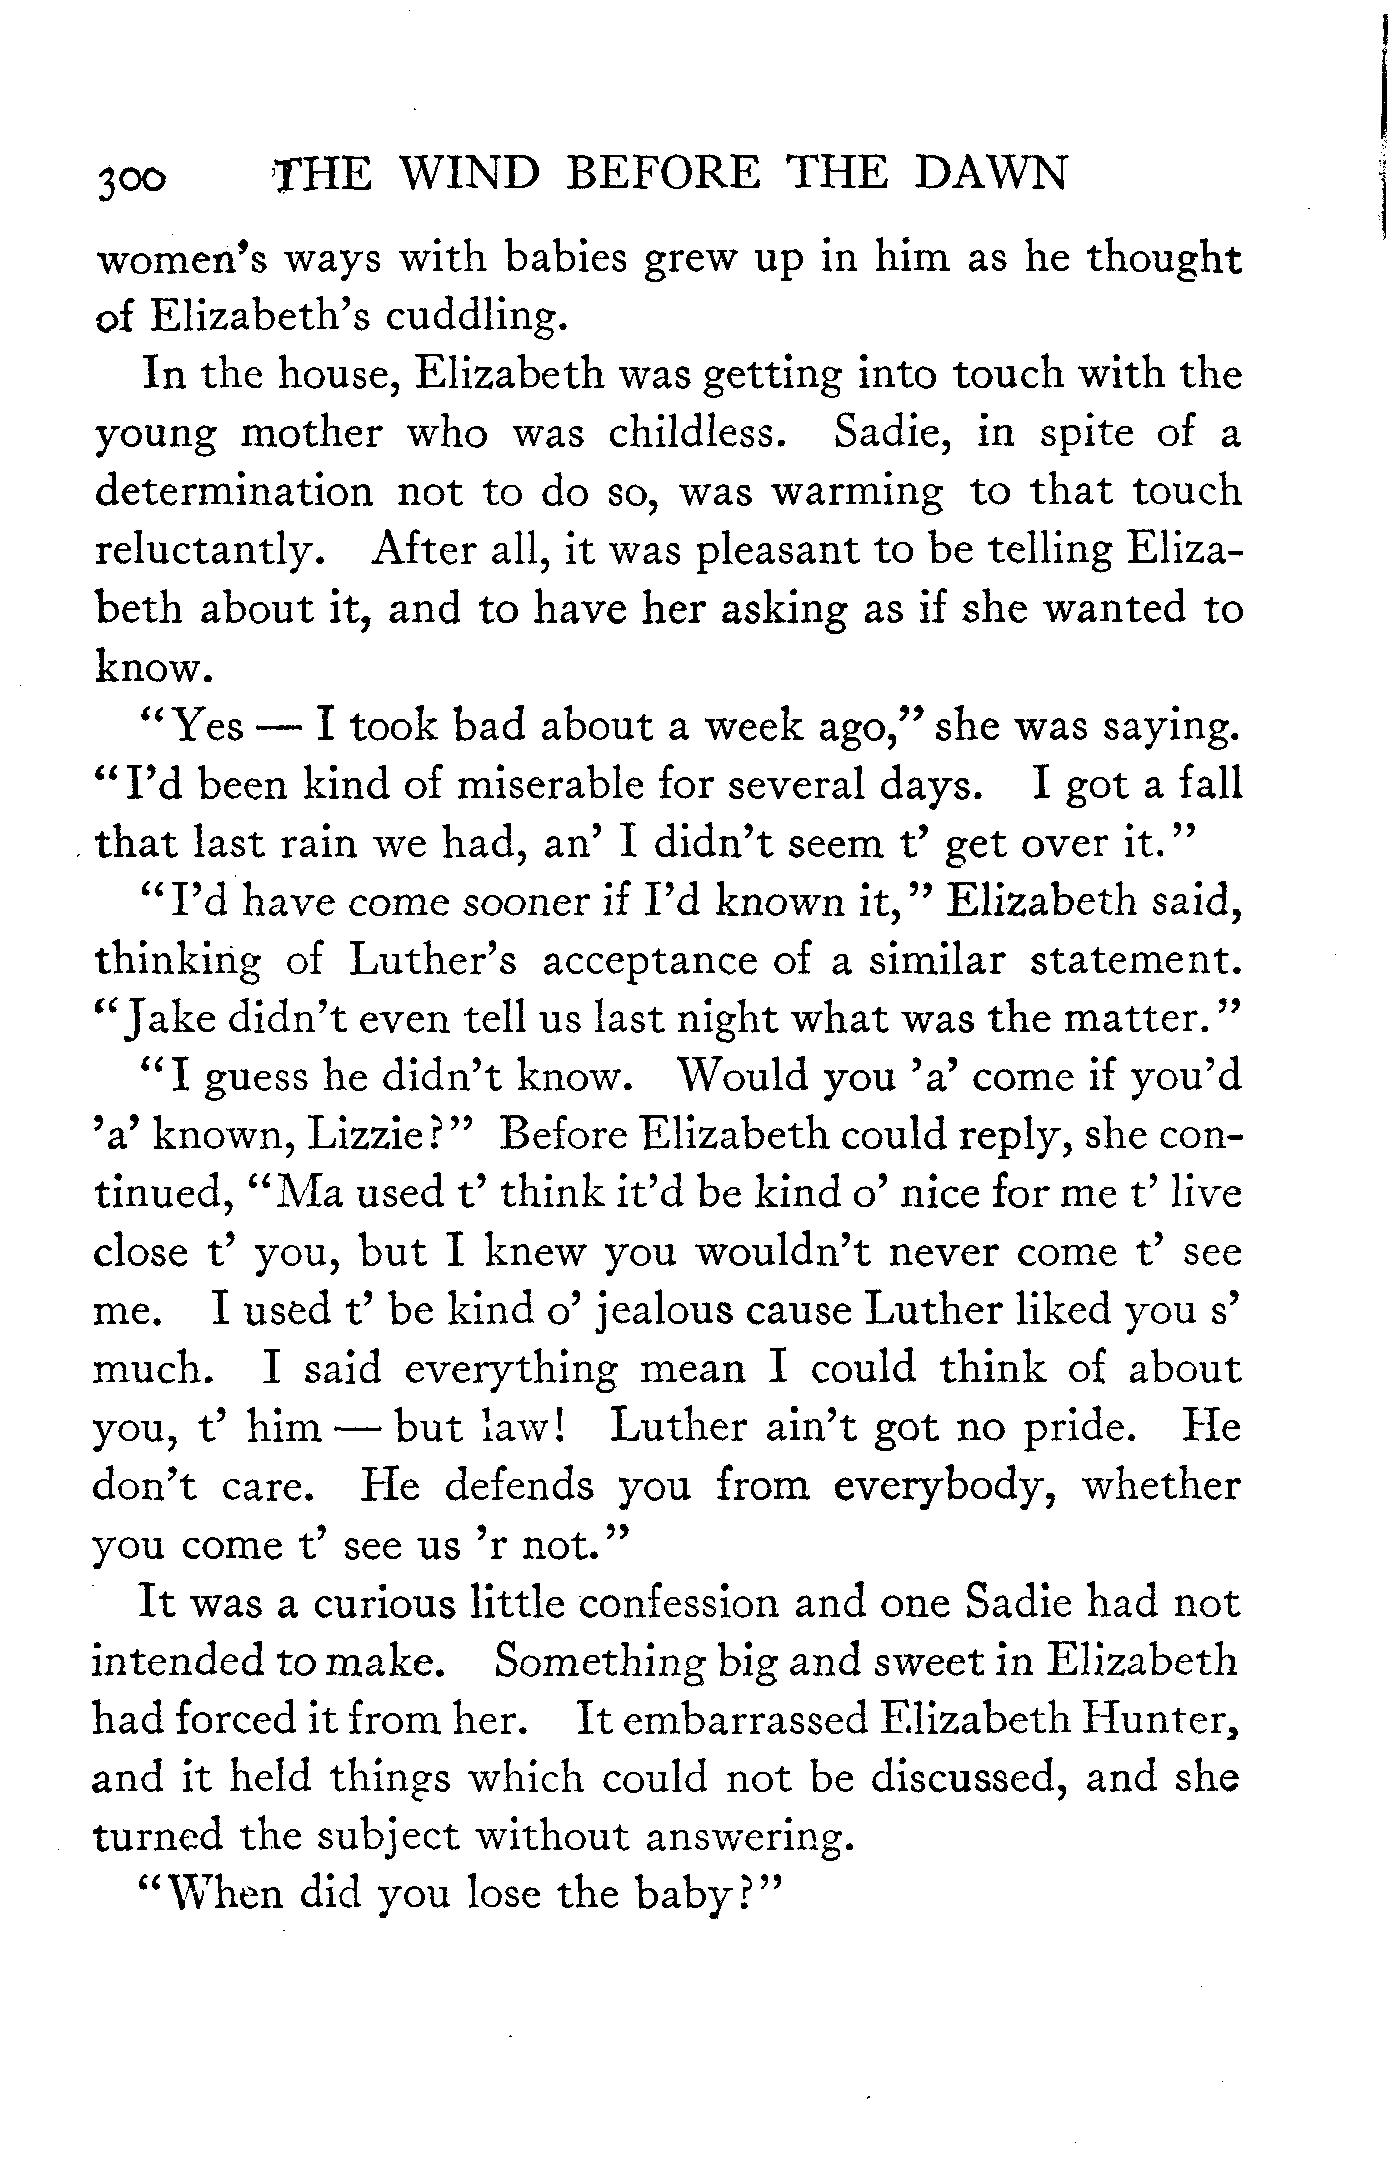 300 THE WIND BEFORE THE DAWN
women's ways with babies grew up in him as he thought
of Elizabeth's cuddling.
In the house, Elizabeth was getting into touch with the
young mother who was childless. Sadie, in spite of a
determination not to do so, was warming to that touch
reluctantly. After all, it was pleasant to be telling Eliza-
beth about it, and to have her asking as if she wanted to
know.
"Yes — I took bad about a week ago," she was saying.
"I'd been kind of miserable for several days. I got a fall
that last rain we had, an' I didn't seem t' get over it."
"I'd have come sooner if I'd known it," Elizabeth said,
thinking of Luther's acceptance of a similar statement.
"Jake didn't even tell us last night what was the matter."
"I guess he didn't know. Would you 'a' come if you'd
'a' known, Lizzie?" Before Elizabeth could reply, she con-
tinued, "Ma used t' think it'd be kind o' nice for me t' live
close t' you, but I knew you wouldn't never come t' see
me. I used t' be kind o' jealous cause Luther liked you s'
much. I said everything mean I could think of about
you, t' him — but law! Luther ain't got no pride. He
don't care. He defends you from everybody, whether
you come t' see us 'r not."
It was a curious little confession and one Sadie had not
intended to make. Something big and sweet in Elizabeth
had forced it from her. It embarrassed Elizabeth Hunter,
and it held things which could not be discussed, and she
turned the subject without answering.
"When did you lose the baby?"